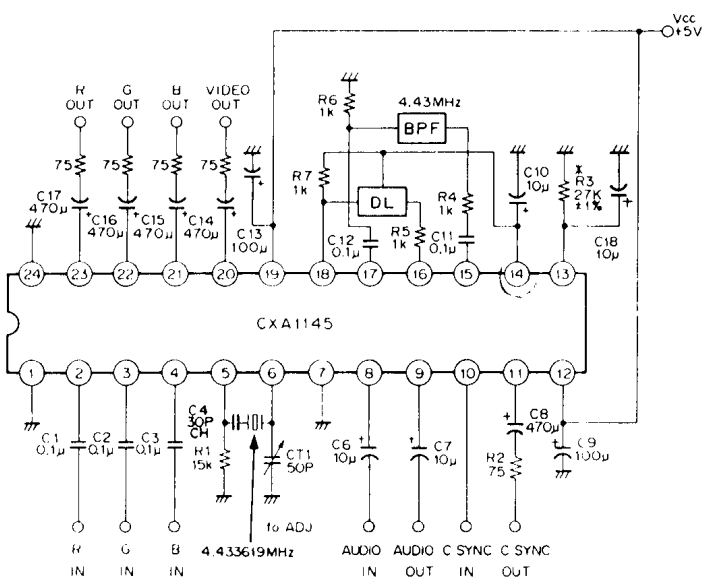 Vcc
+5V
R G B VIDEO
OUT OUT OUT OUT
R6
1k
4.43MHz
BPF
75 75 75 75
C17
470µ
C16
470µ
C15
470µ
C14
470µ
C13
100µ
R7
1k
DL
R4
1k
C10
10µ
*
R3
27K
±1%
C12
0.1µ
R5
1k
C11
0.1µ
C18
10µ
24 23 22 21 20 19 18 17 16 15 14 13
CXA1145
1 2 3 4 5 6 7 8 9 10 11 12
C1
0.1µ
C2
0.1µ
C3
0.1µ
C4
30P
CH
R1
15k
CT1
50P
C6
10µ
C7
10µ
C8
470µ
R2
75
C9
100µ
to ADJ
4.433619MHz
R G B AUDIO AUDIO C SYNC C SYNC
IN IN IN IN OUT IN OUT